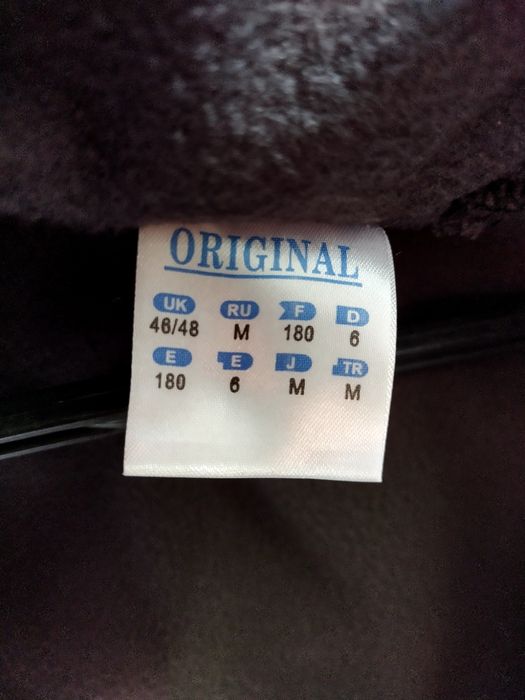 ORIGINAL
UK RU F D
46/48 M 180 6
E E J TR
180 6 M M